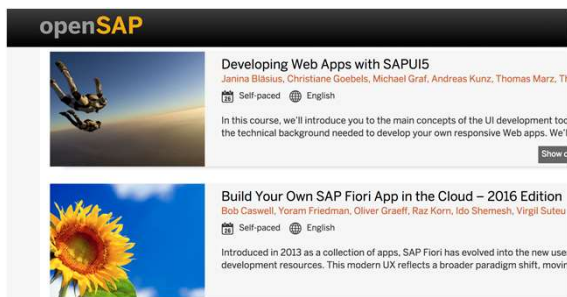 openSAP
Developing Web Apps with SAPUI5
Janina Bläsius, Christiane Goebels, Michael Graf, Andreas Kunz, Thomas Marz,
Self-paced English
In this course, we'll introduce you to the main concepts of the UI development
the technical background needed to develop your own responsive Web apps. We'l
Show
Build Your Own SAP Fiori App in the Cloud – 2016 Edition
Bob Caswell, Yoram Friedman, Oliver Graeff, Raz Korn, Ido Shemesh, Virgil Suteu
26 Self-paced English
Introduced in 2013 as a collection of apps, SAP Fiori has evolved into the new
development resources. This modern UX reflects a broader paradigm shift,